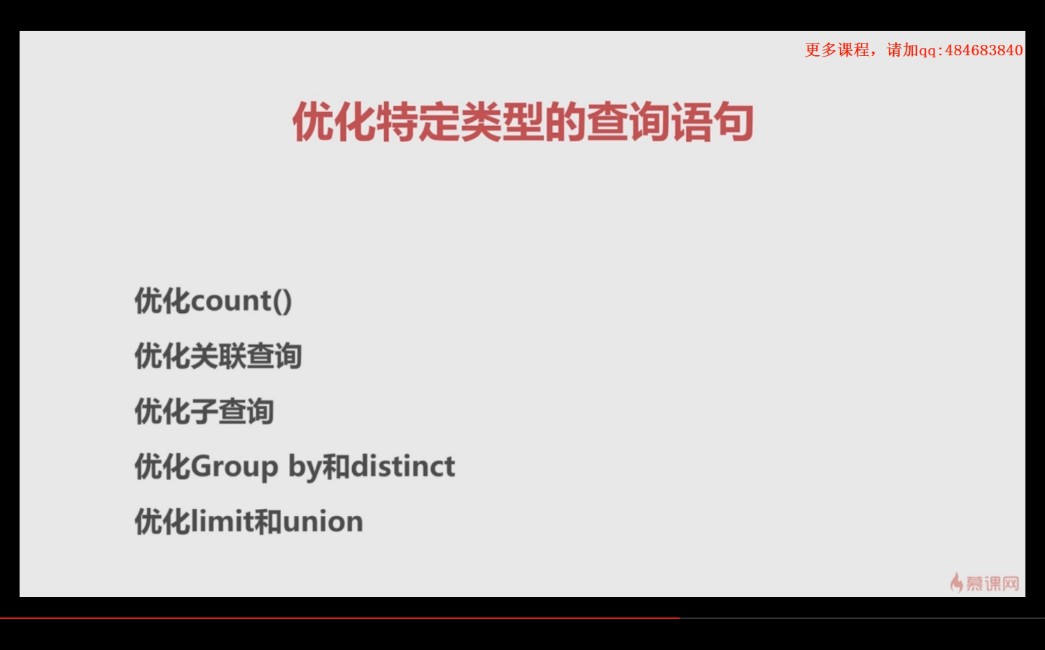 更多课程，请加qq:484683840
优化特定类型的查询语句
优化count()
优化关联查询
优化子查询
优化Group by和distinct
优化limit和union
慕课网